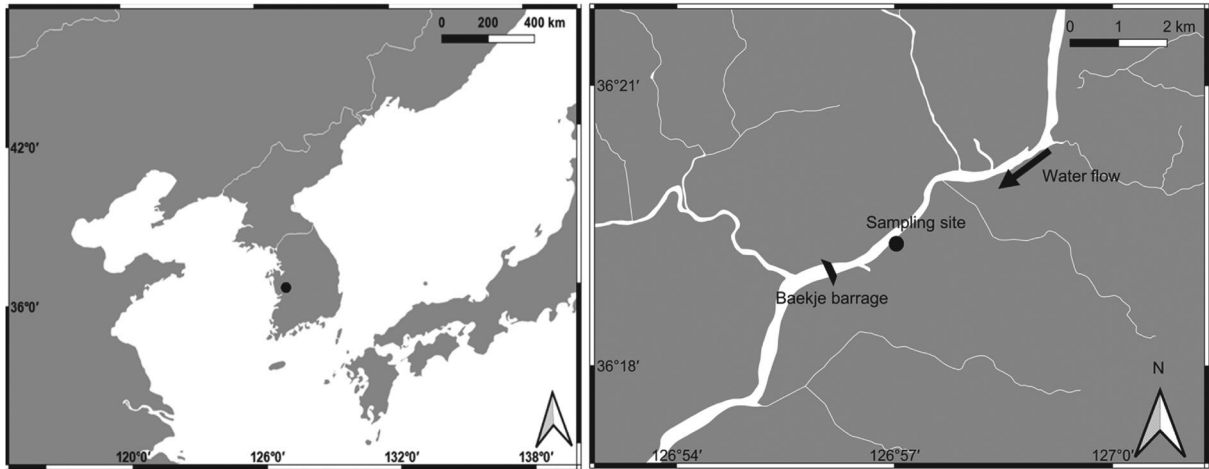 0 200 400 km
42°0′
36°0′
120°0′ 126°0′ 132°0′ 138°0′
0 1 2 km
36°21′
Water flow
Sampling site
Baekje barrage
36°18′
N
126°54′ 126°57′ 127°0′